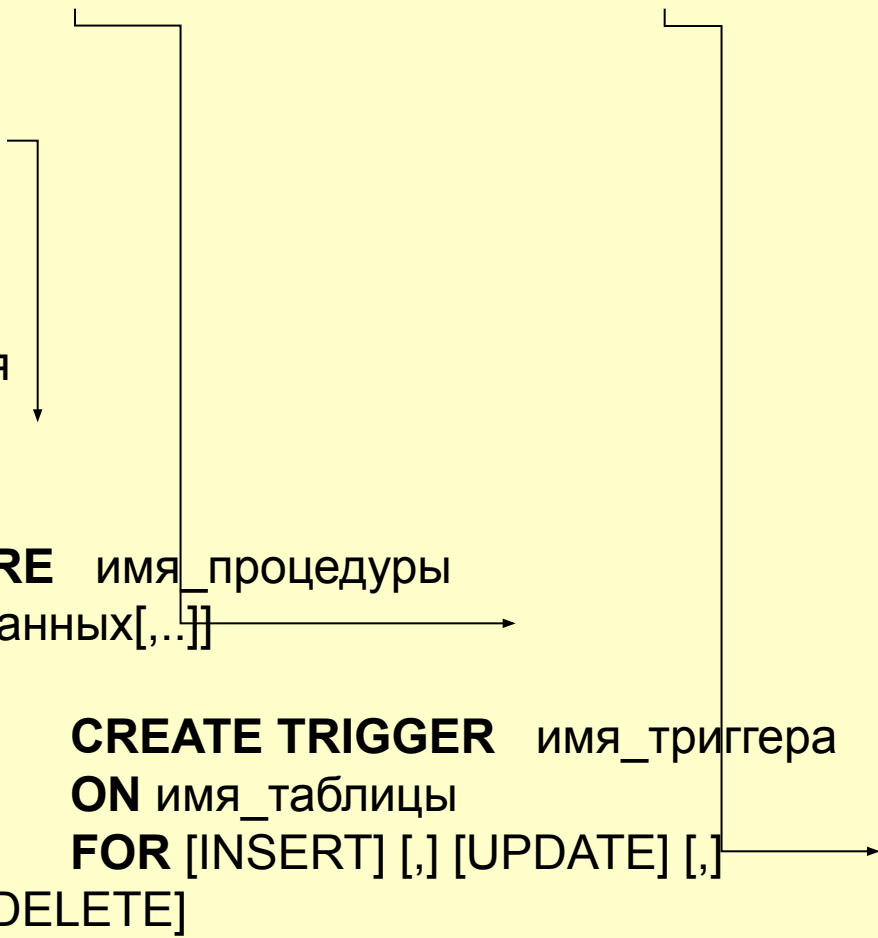 я
RE имя_процедуры
анных[,..]]
CREATE TRIGGER имя_триггера
ON имя_таблицы
FOR [INSERT] [,] [UPDATE] [,]
DELETE]